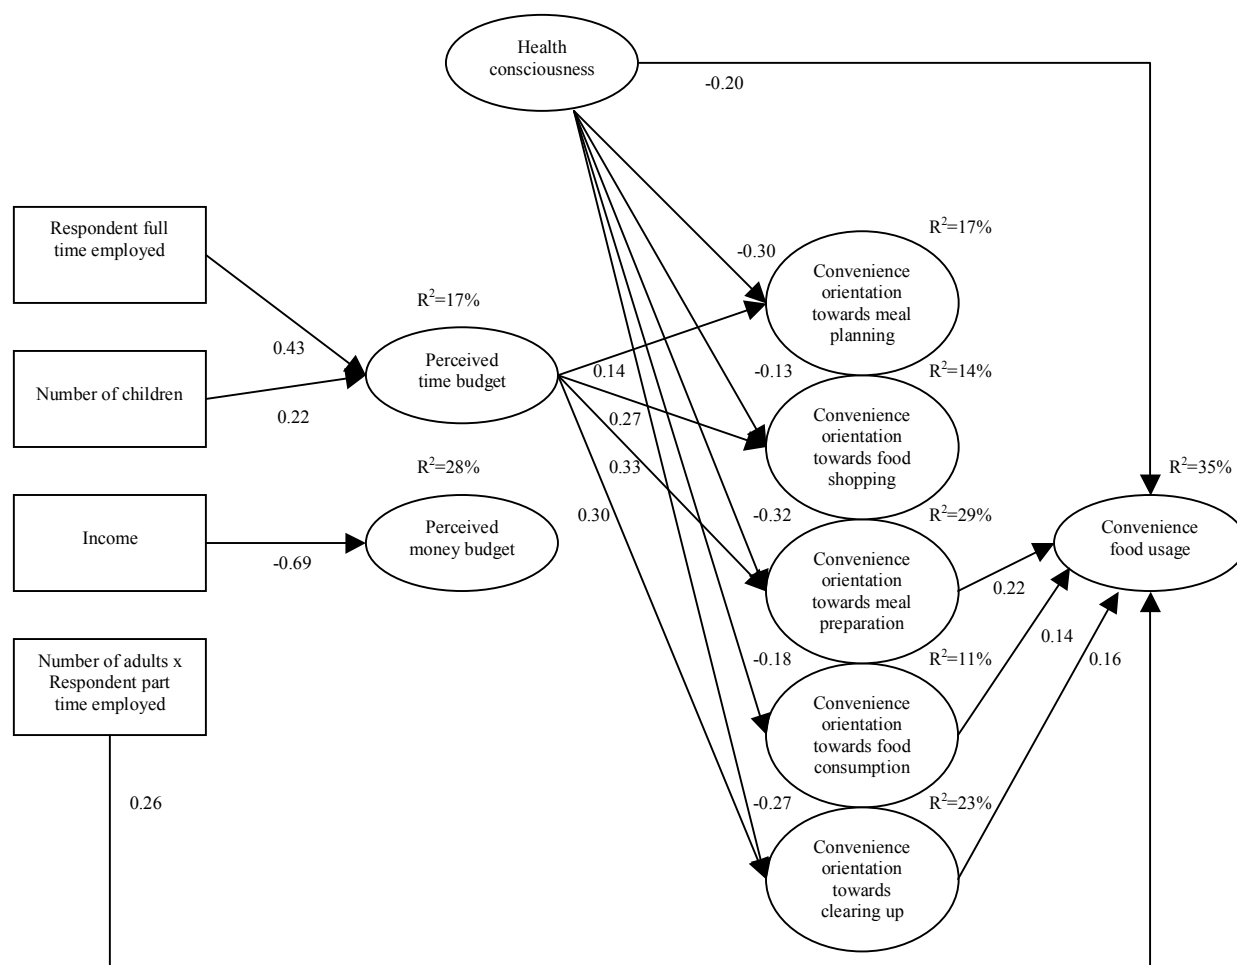 Health
consciousness
-0.20
Respondent full
time employed
R²=17%
-0.30
Convenience
orientation
towards meal
planning
R²=17%
0.43
Perceived
time budget
Number of children
0.22
0.14
-0.13
R²=14%
0.27
Convenience
orientation
towards food
shopping
R²=28%
0.33
R²=35%
Income
-0.69
Perceived
money budget
0.30
-0.32
R²=29%
Convenience
food usage
Convenience
orientation
towards meal
preparation
0.22
Number of adults x
Respondent part
time employed
-0.18
R²=11%
0.14
0.16
Convenience
orientation
towards food
consumption
0.26
-0.27
R²=23%
Convenience
orientation
towards
clearing up